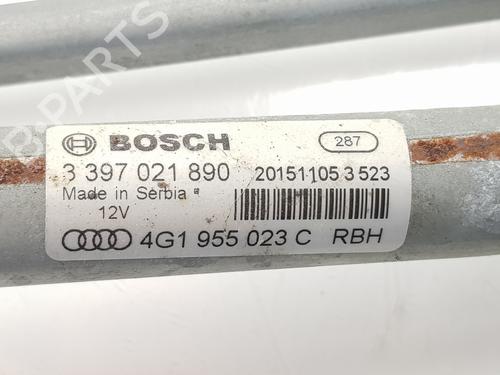 BOSCH
287
3 397 021 890
20151105 3 523
Made in Serbia
12V
4G1 955 023 C RBH
B-PARTS